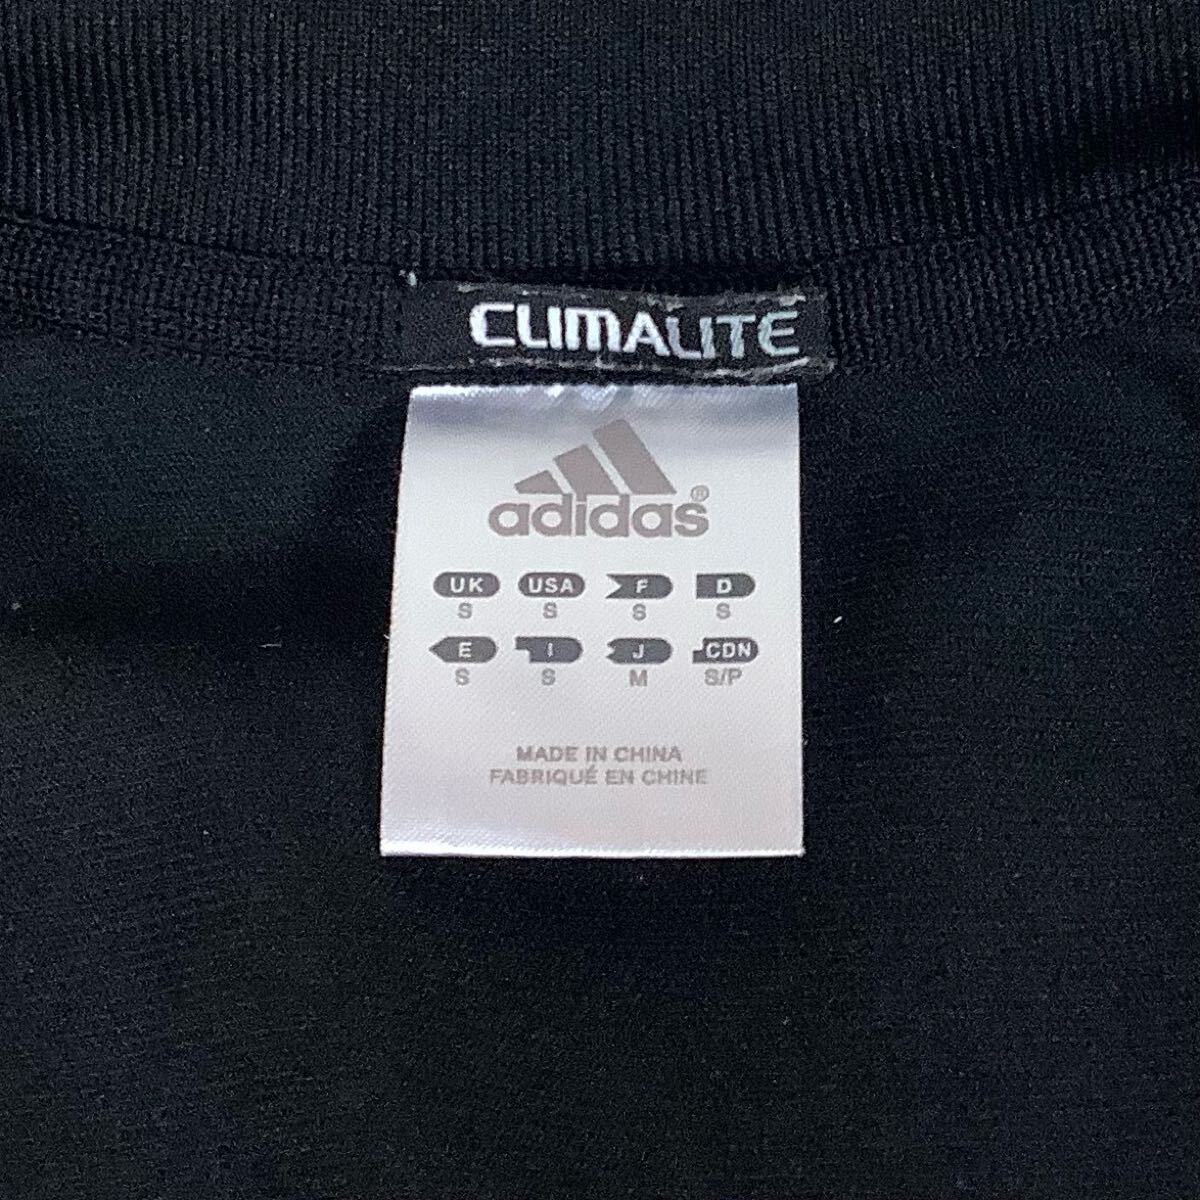 CLIMALITE
adidas®
UK USA F D
S S S S
E I J CDN
S S M S/P
MADE IN CHINA
FABRIQUÉ EN CHINE